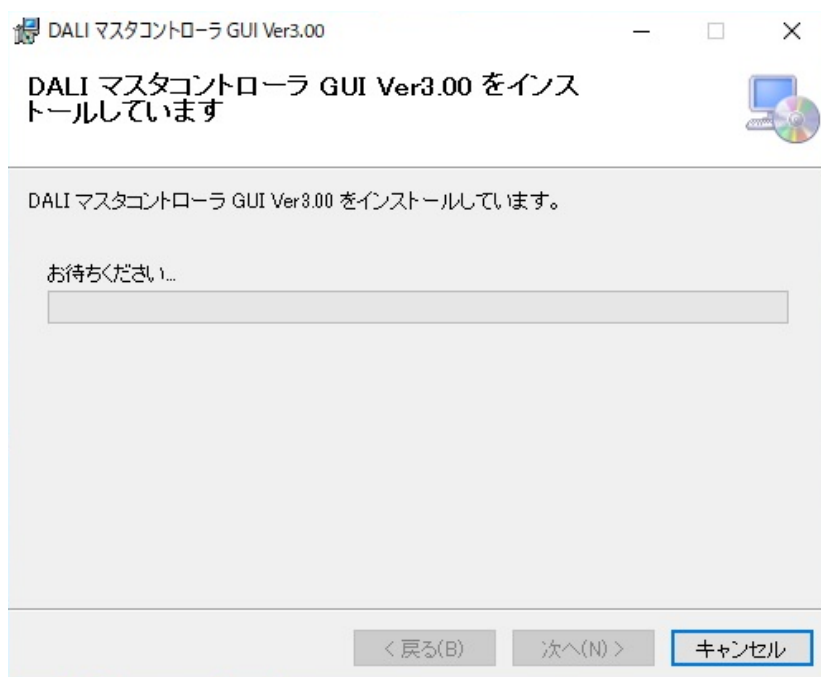 DALI マスタコントローラ GUI Ver3.00
DALI マスタコントローラ GUI Ver3.00 をインス
トールしています
DALI マスタコントローラ GUI Ver3.00 をインストールしています。
お待ちください...
< 戻る(B)
次へ(N) >
キャンセル